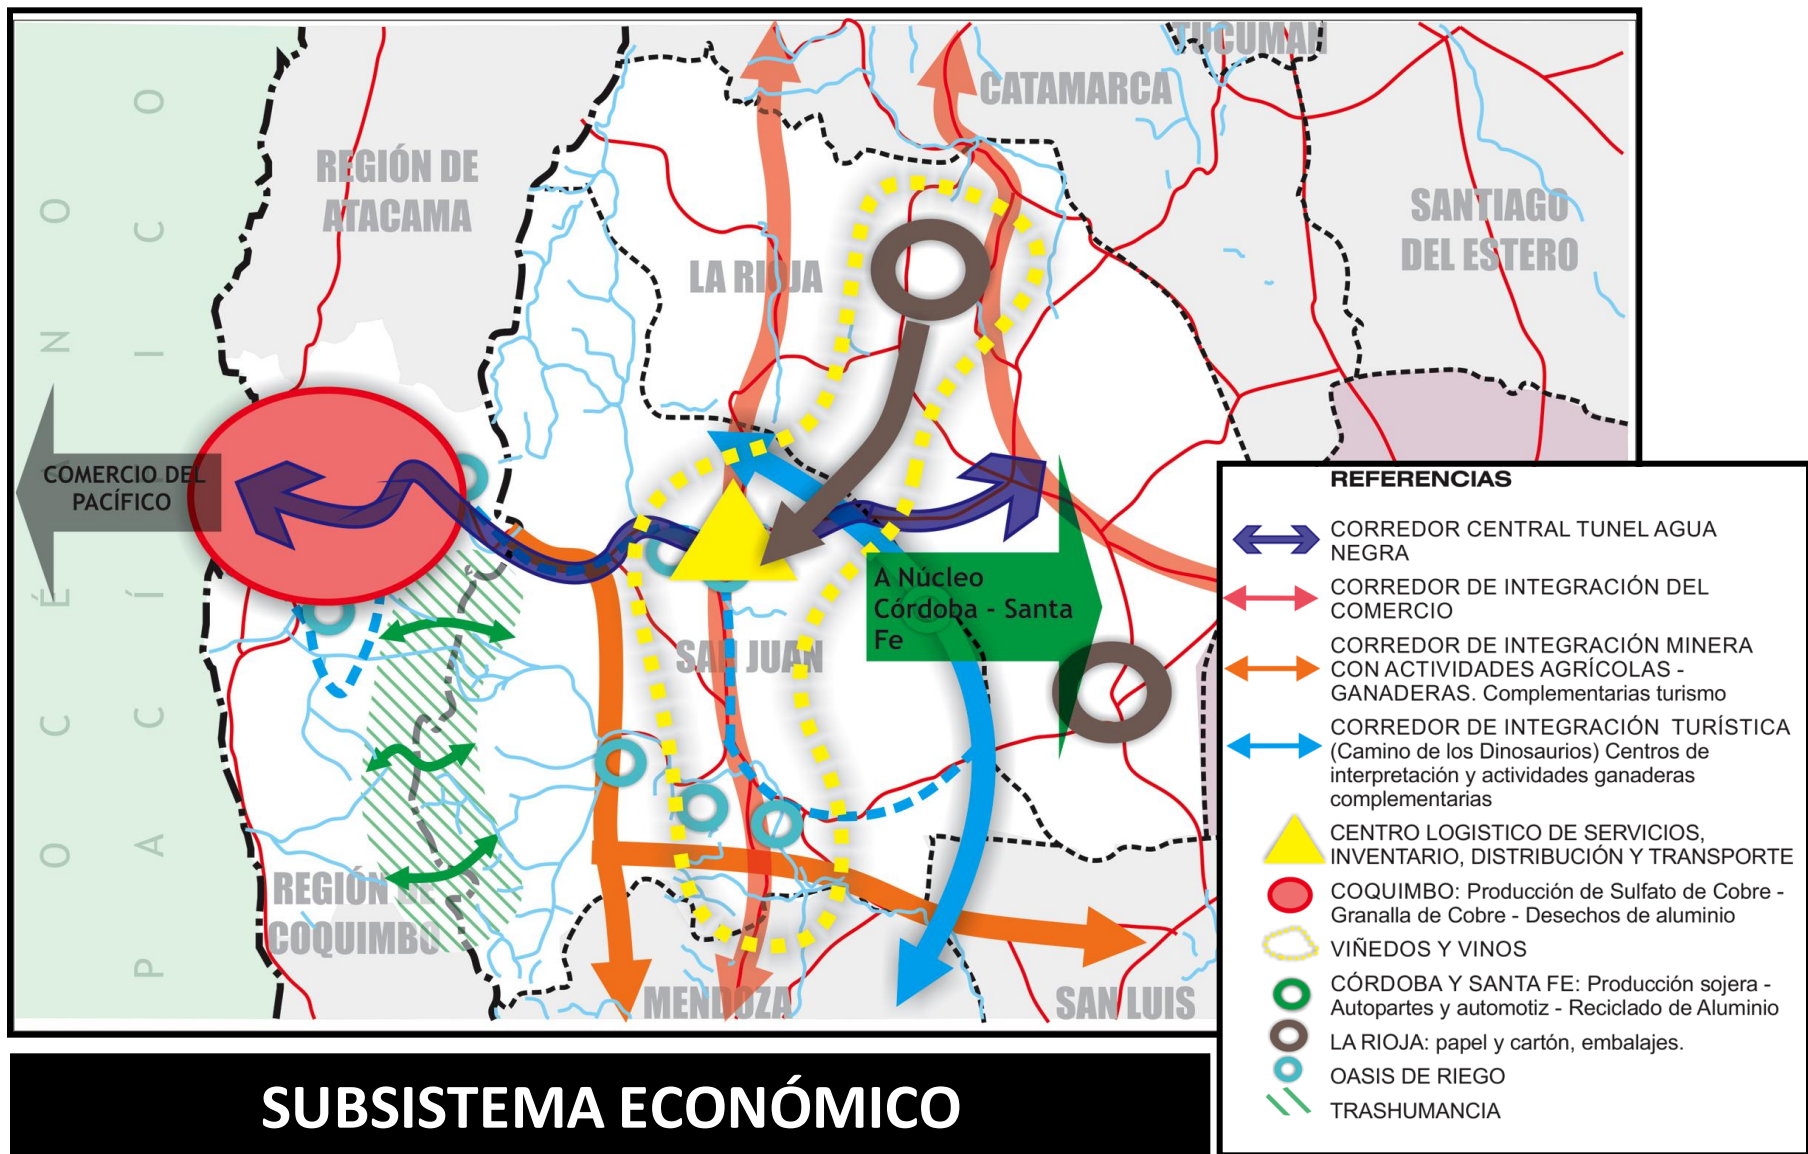 TUCUMAN
CATAMARCA
REGIÓN DE
ATACAMA
SANTIAGO
DEL ESTERO
LA RIOJA
OCÉANO
PACÍFICO
COMERCIO DEL
PACÍFICO
A Núcleo
Córdoba - Santa
Fe
SAN JUAN
REGIÓN DE
COQUIMBO
MENDOZA
SAN LUIS
REFERENCIAS
CORREDOR CENTRAL TUNEL AGUA
NEGRA
CORREDOR DE INTEGRACIÓN DEL
COMERCIO
CORREDOR DE INTEGRACIÓN MINERA
CON ACTIVIDADES AGRÍCOLAS -
GANADERAS. Complementarias turismo
CORREDOR DE INTEGRACIÓN TURÍSTICA
(Camino de los Dinosaurios) Centros de
interpretación y actividades ganaderas
complementarias
CENTRO LOGISTICO DE SERVICIOS,
INVENTARIO, DISTRIBUCIÓN Y TRANSPORTE
COQUIMBO: Producción de Sulfato de Cobre -
Granalla de Cobre - Desechos de aluminio
VIÑEDOS Y VINOS
CÓRDOBA Y SANTA FE: Producción sojera -
Autopartes y automotiz - Reciclado de Aluminio
LA RIOJA: papel y cartón, embalajes.
OASIS DE RIEGO
TRASHUMANCIA
SUBSISTEMA ECONÓMICO